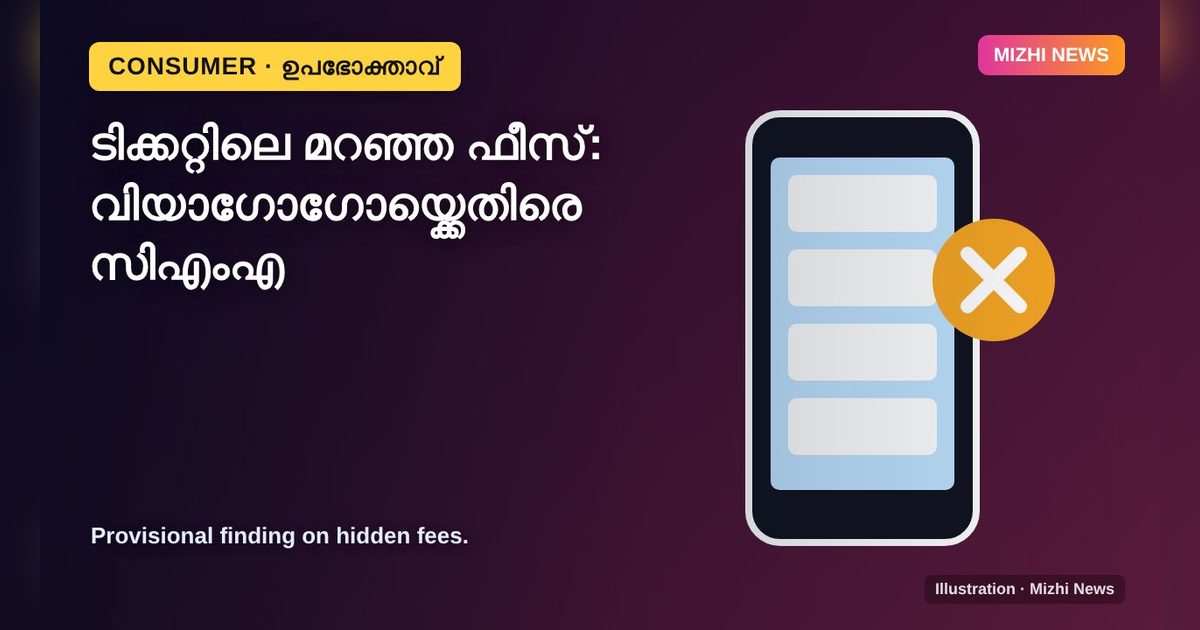 CONSUMER · ഉപഭോക്താവ്
MIZHI NEWS
ടിക്കറ്റിലെ മറഞ്ഞ ഫീസ്:
വിയാഗോഗോയ്ക്കെതിരെ
സിഎംഎ
Provisional finding on hidden fees.
Illustration · Mizhi News